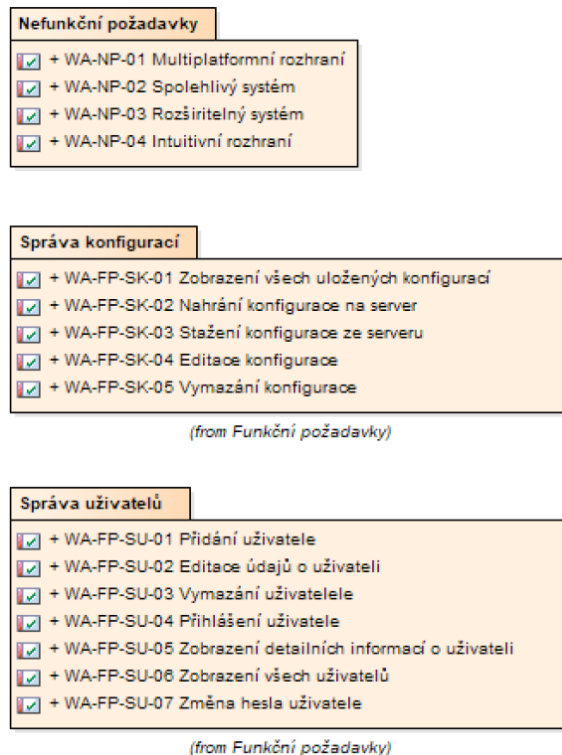 Nefunkční požadavky
+ WA-NP-01 Multiplatformní rozhraní
+ WA-NP-02 Spolehlivý systém
+ WA-NP-03 Rozšiřitelný systém
+ WA-NP-04 Intuitivní rozhraní
Správa konfigurací
+ WA-FP-SK-01 Zobrazení všech uložených konfigurací
+ WA-FP-SK-02 Nahrání konfigurace na server
+ WA-FP-SK-03 Stažení konfigurace ze serveru
+ WA-FP-SK-04 Editace konfigurace
+ WA-FP-SK-05 Vymazání konfigurace
(from Funkční požadavky)
Správa uživatelů
+ WA-FP-SU-01 Přidání uživatele
+ WA-FP-SU-02 Editace údajů o uživateli
+ WA-FP-SU-03 Vymazání uživatelele
+ WA-FP-SU-04 Přihlášení uživatele
+ WA-FP-SU-05 Zobrazení detailních informací o uživateli
+ WA-FP-SU-06 Zobrazení všech uživatelů
+ WA-FP-SU-07 Změna hesla uživatele
(from Funkční požadavky)